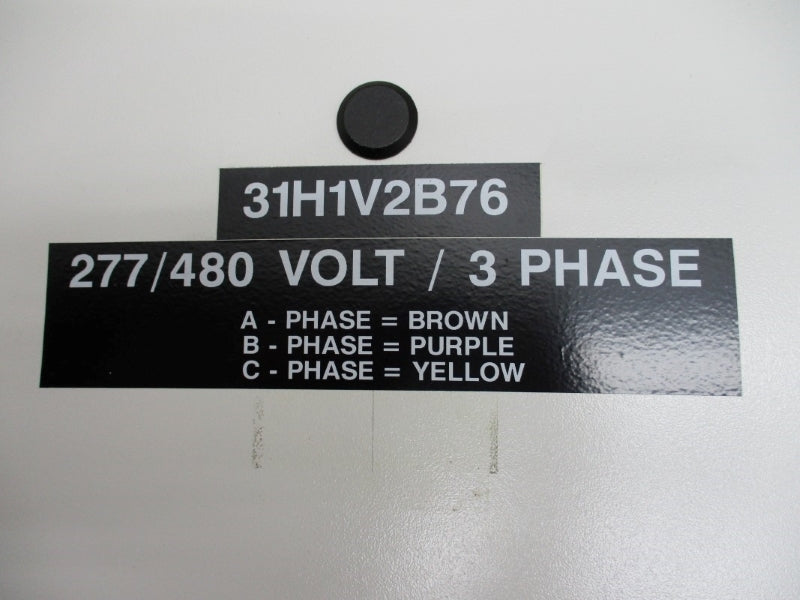 31H1V2B76
277/480 VOLT / 3 PHASE
A - PHASE = BROWN
B - PHASE = PURPLE
C - PHASE = YELLOW